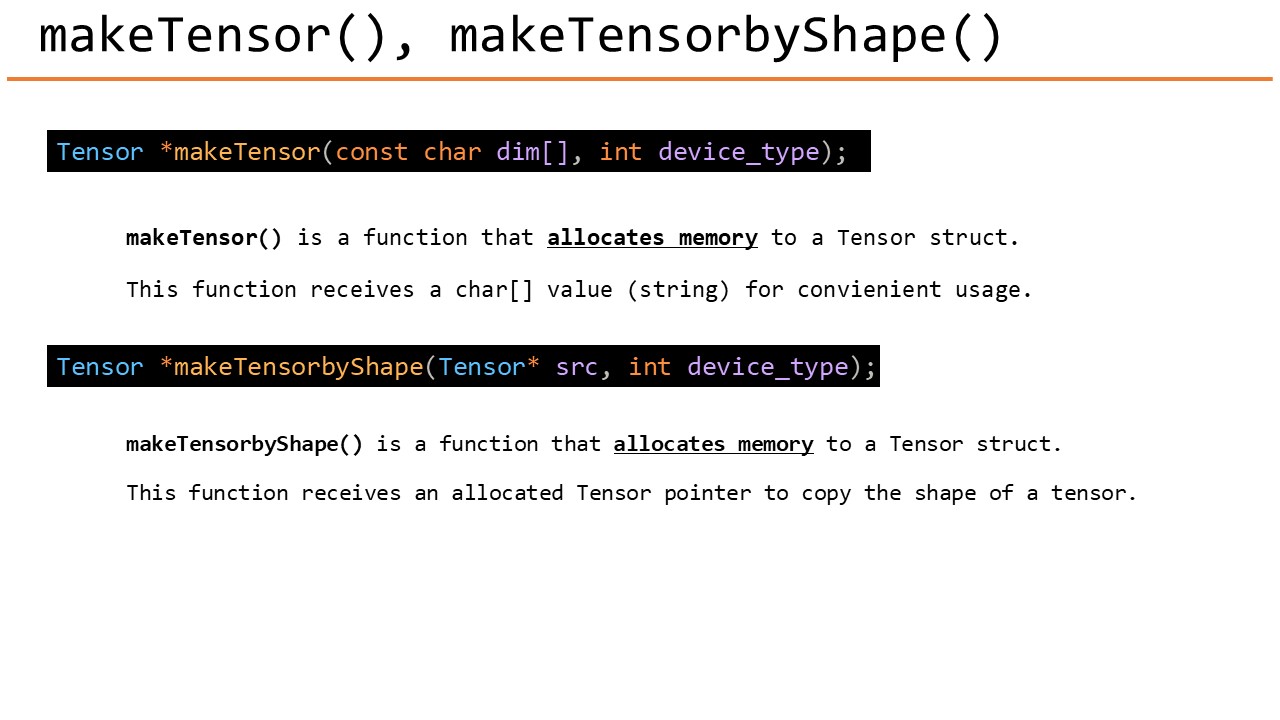 makeTensor(), makeTensorbyShape()
Tensor *makeTensor(const char dim[], int device_type);
makeTensor() is a function that allocates memory to a Tensor struct.
This function receives a char[] value (string) for convienient usage.
Tensor *makeTensorbyShape(Tensor* src, int device_type);
makeTensorbyShape() is a function that allocates memory to a Tensor struct.
This function receives an allocated Tensor pointer to copy the shape of a tensor.